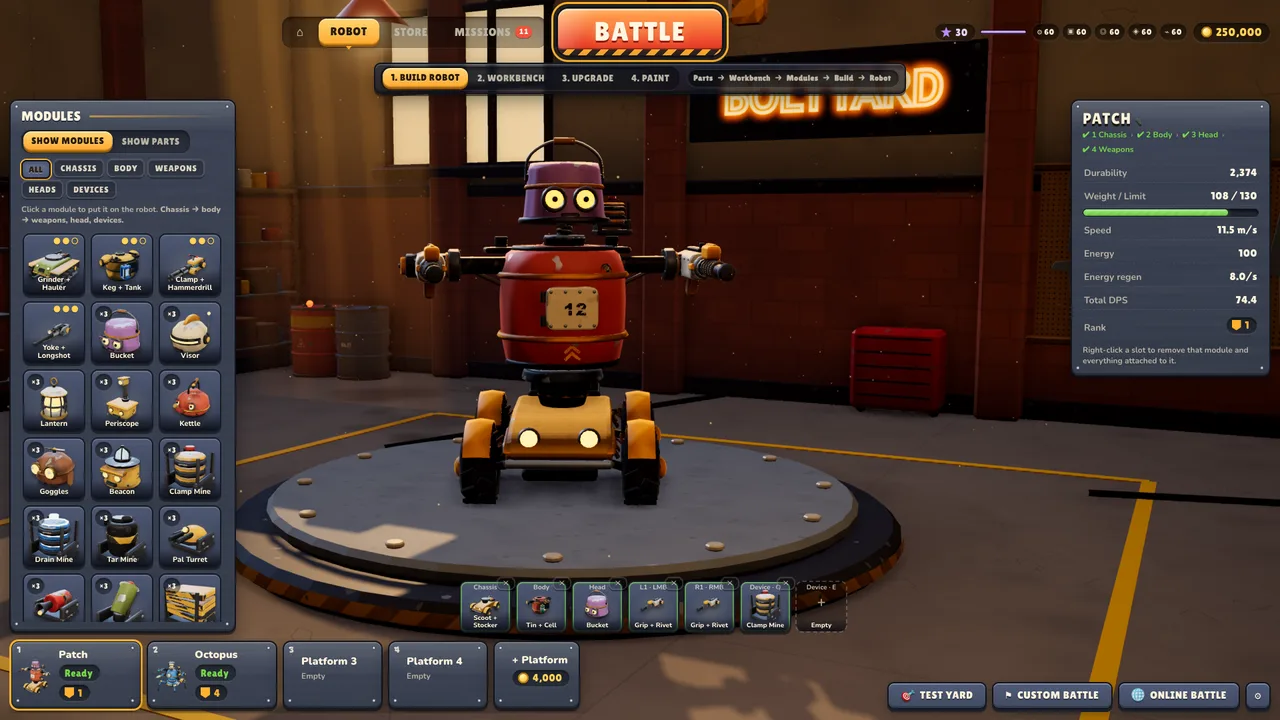 ROBOT
STORE
MISSIONS 11
BATTLE
30
60
60
60
60
60
250,000
1. BUILD ROBOT
2. WORKBENCH
3. UPGRADE
4. PAINT
Parts → Workbench → Modules → Build → Robot
BOLTYARD
MODULES
SHOW MODULES
SHOW PARTS
ALL
CHASSIS
BODY
WEAPONS
HEADS
DEVICES
Click a module to put it on the robot. Chassis → body
→ weapons, head, devices.
Grinder +
Hauler
Keg + Tank
Clamp +
Hammerdrill
Yoke +
Longshot
×3
Bucket
×3
Visor
×3
Lantern
×3
Periscope
×3
Kettle
×3
Goggles
×3
Beacon
×3
Clamp Mine
×3
Drain Mine
×3
Tar Mine
×3
Pal Turret
×3
×3
×3
12
PATCH
✔ 1 Chassis · ✔ 2 Body · ✔ 3 Head ·
✔ 4 Weapons
Durability 2,374
Weight / Limit 108 / 130
Speed 11.5 m/s
Energy 100
Energy regen 8.0/s
Total DPS 74.4
Rank 1
Right-click a slot to remove that module and
everything attached to it.
Chassis
Scoot +
Stocker
Body
Tin + Cell
Head
Bucket
L1 · LMB
Grip + Rivet
R1 · RMB
Grip + Rivet
Device · Q
Clamp Mine
Device · E
+
Empty
1
Patch
Ready
1
2
Octopus
Ready
4
3
Platform 3
Empty
4
Platform 4
Empty
+ Platform
4,000
TEST YARD
CUSTOM BATTLE
ONLINE BATTLE